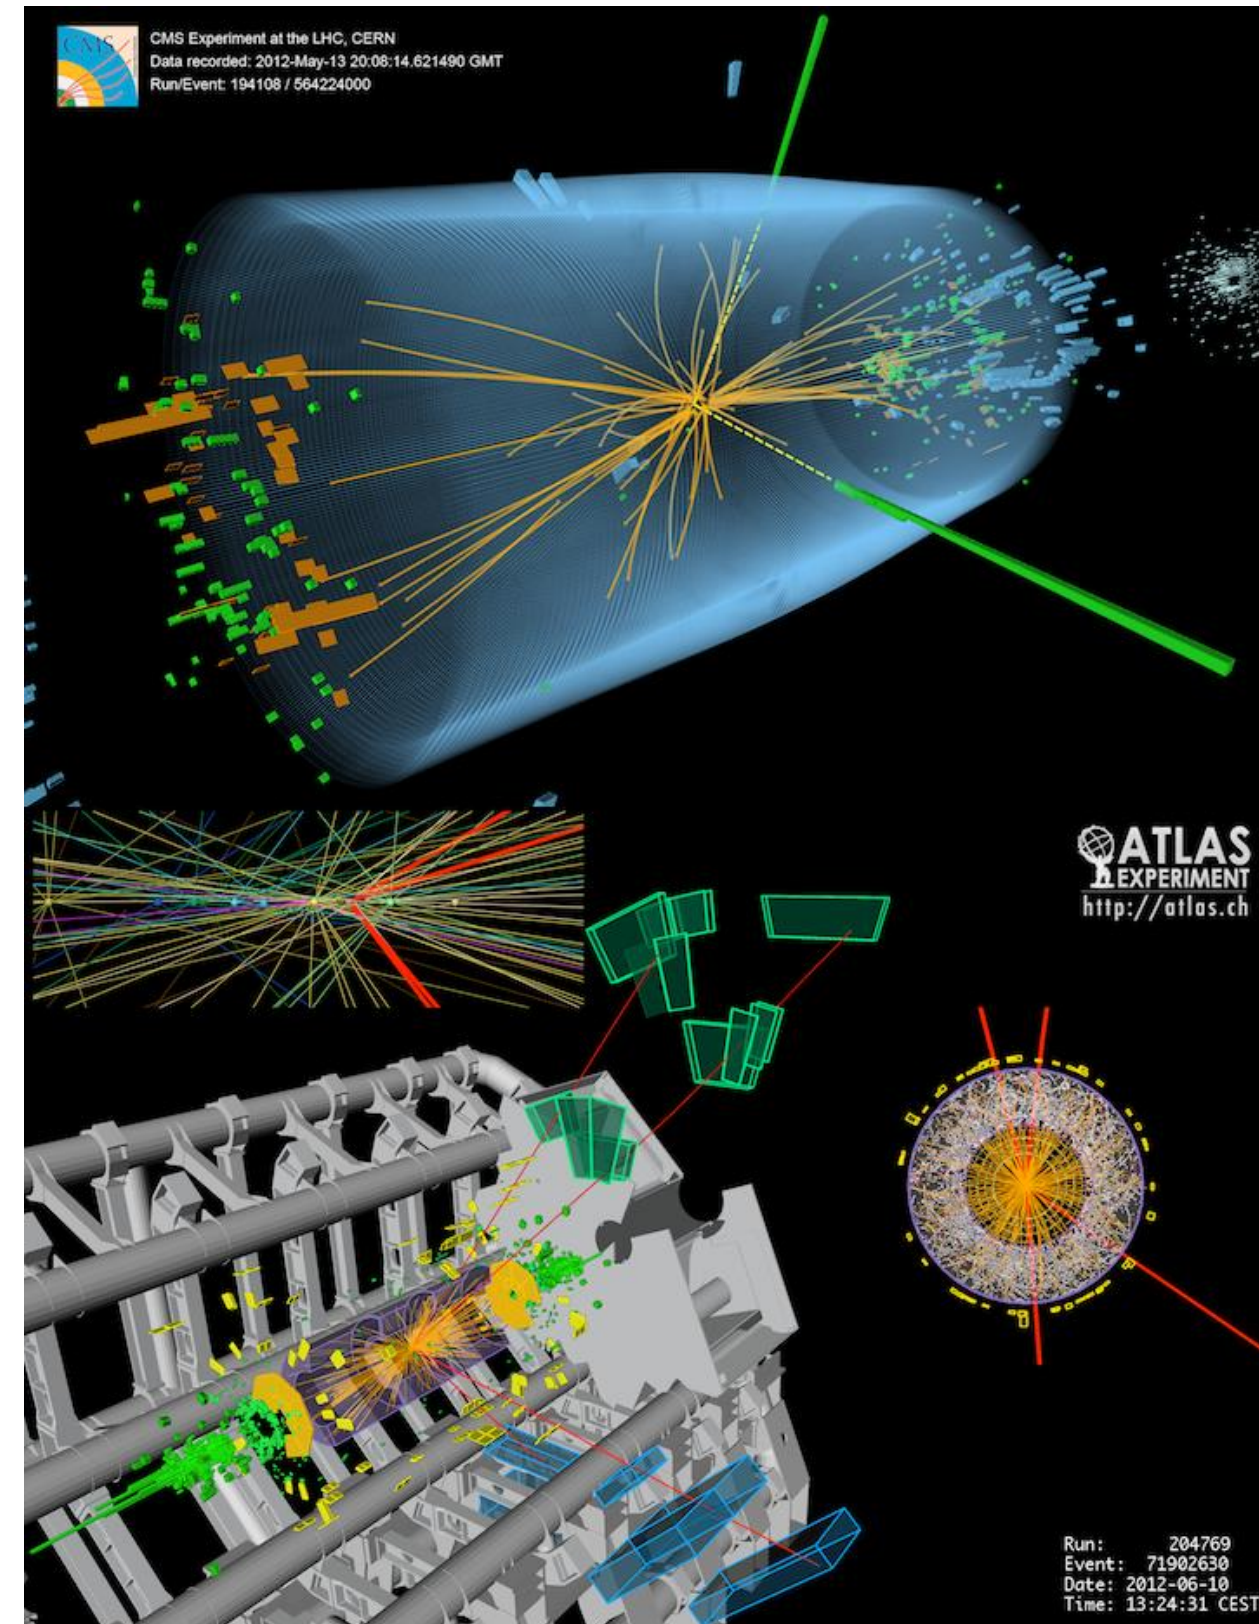 CMS
CMS Experiment at the LHC, CERN
Data recorded: 2012-May-13 20:08:14.621490 GMT
Run/Event: 194108 / 564224000
ATLAS
EXPERIMENT
http://atlas.ch
Run: 204769
Event: 71902630
Date: 2012-06-10
Time: 13:24:31 CEST